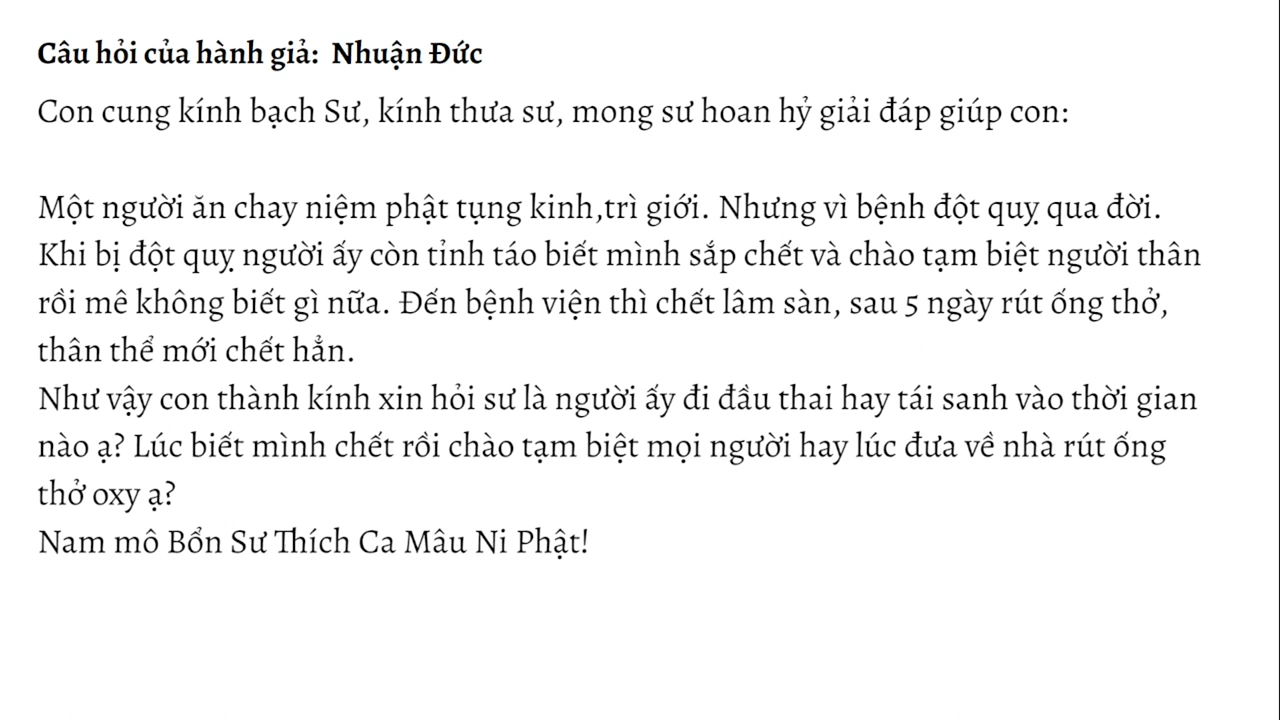 Câu hỏi của hành giả: Nhuận Đức
Con cung kính bạch Sư, kính thưa sư, mong sư hoan hỷ giải đáp giúp con:
Một người ăn chay niệm phật tụng kinh,trì giới. Nhưng vì bệnh đột quỵ qua đời.
Khi bị đột quỵ người ấy còn tỉnh táo biết mình sắp chết và chào tạm biệt người thân
rồi mê không biết gì nữa. Đến bệnh viện thì chết lâm sàn, sau 5 ngày rút ống thở,
thân thể mới chết hẳn.
Như vậy con thành kính xin hỏi sư là người ấy đi đầu thai hay tái sanh vào thời gian
nào ạ? Lúc biết mình chết rồi chào tạm biệt mọi người hay lúc đưa về nhà rút ống
thở oxy ạ?
Nam mô Bổn Sư Thích Ca Mâu Ni Phật!